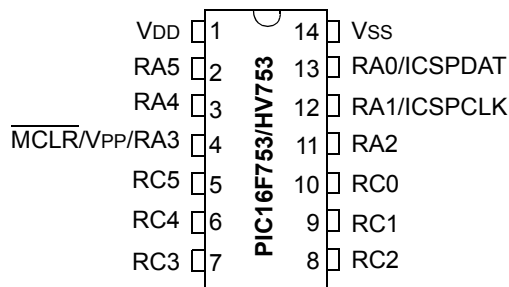 VDD 1 14 VSS
RA5 2 13 RA0/ICSPDAT
RA4 3 12 RA1/ICSPCLK
MCLR/VPP/RA3 4 11 RA2
RC5 5 10 RC0
RC4 6 9 RC1
RC3 7 8 RC2
PIC16F753/HV753